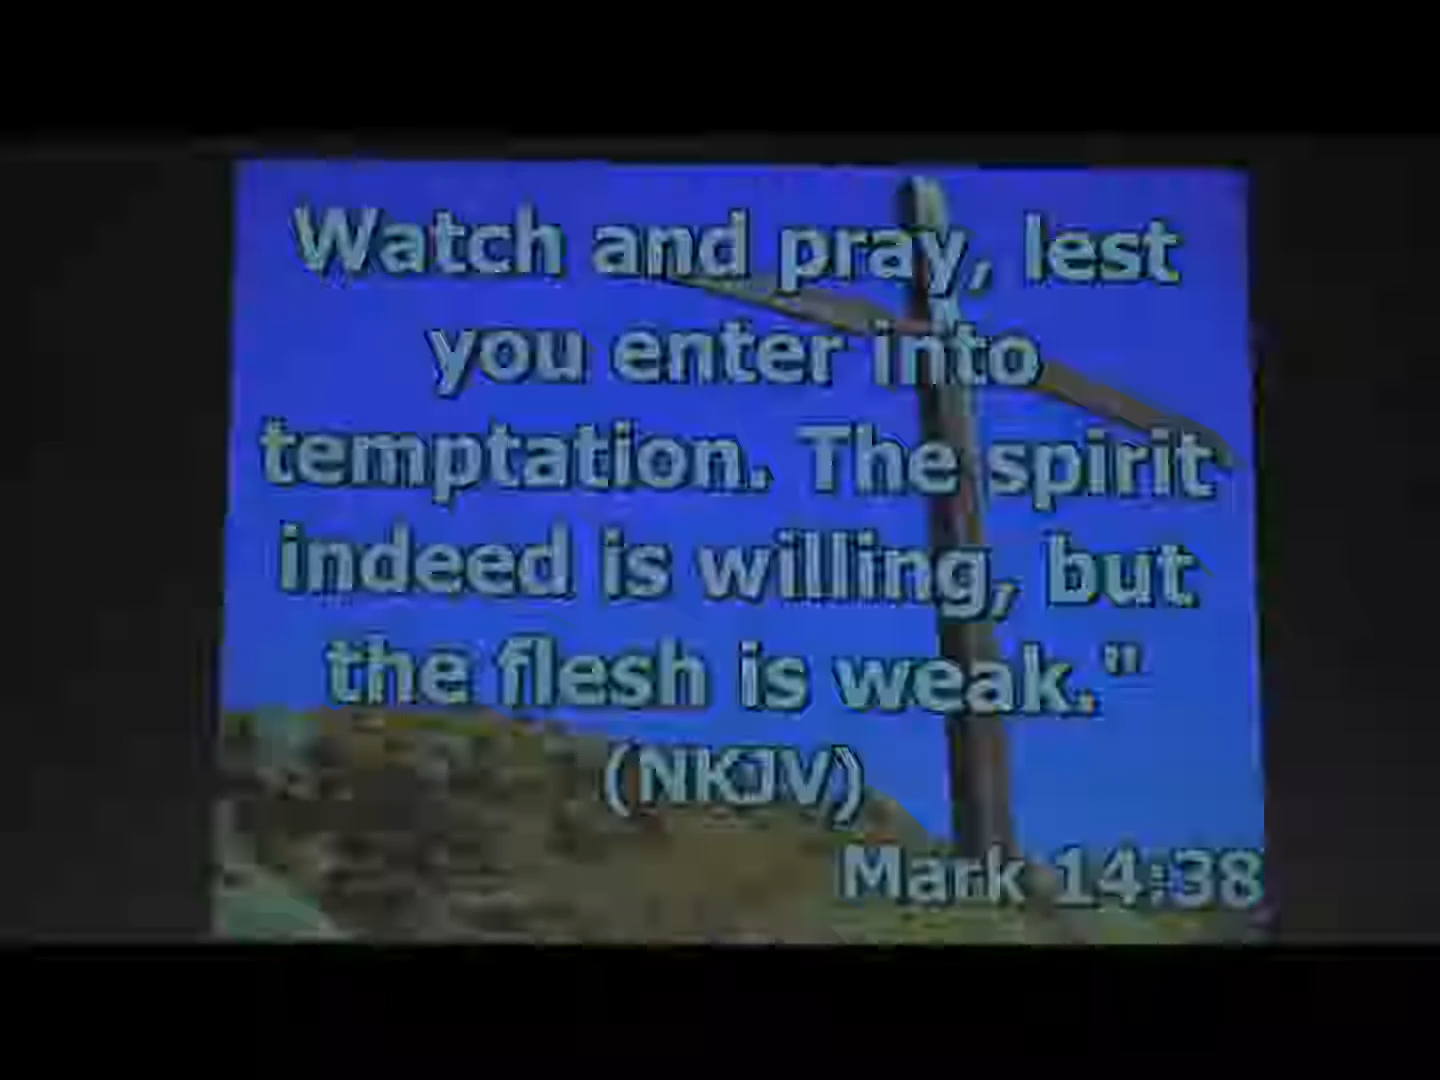 Watch and pray, lest
you enter into
temptation. The spirit
indeed is willing, but
the flesh is weak."
(NKJV)
Mark 14:38